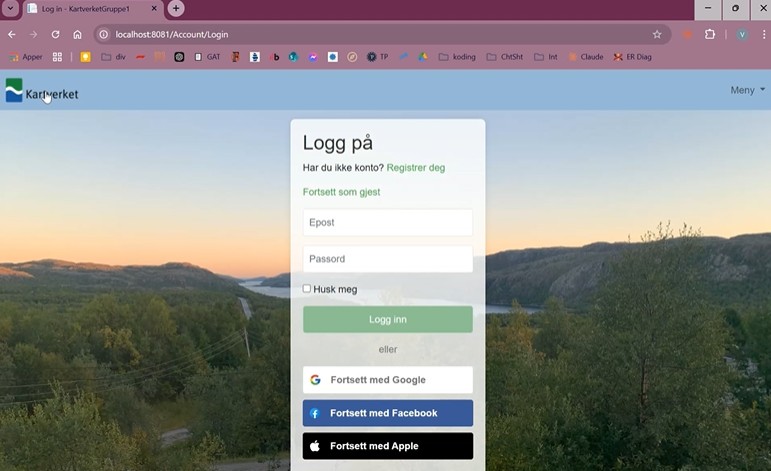 Log in - KartverketGruppe1
localhost:8081/Account/Login
Apper
div
GAT
TP
koding
ChtSht
Int
Claude
ER Diag
Kartverket
Meny
Logg på
Har du ikke konto? Registrer deg
Fortsett som gjest
Epost
Passord
Husk meg
Logg inn
eller
Fortsett med Google
Fortsett med Facebook
Fortsett med Apple